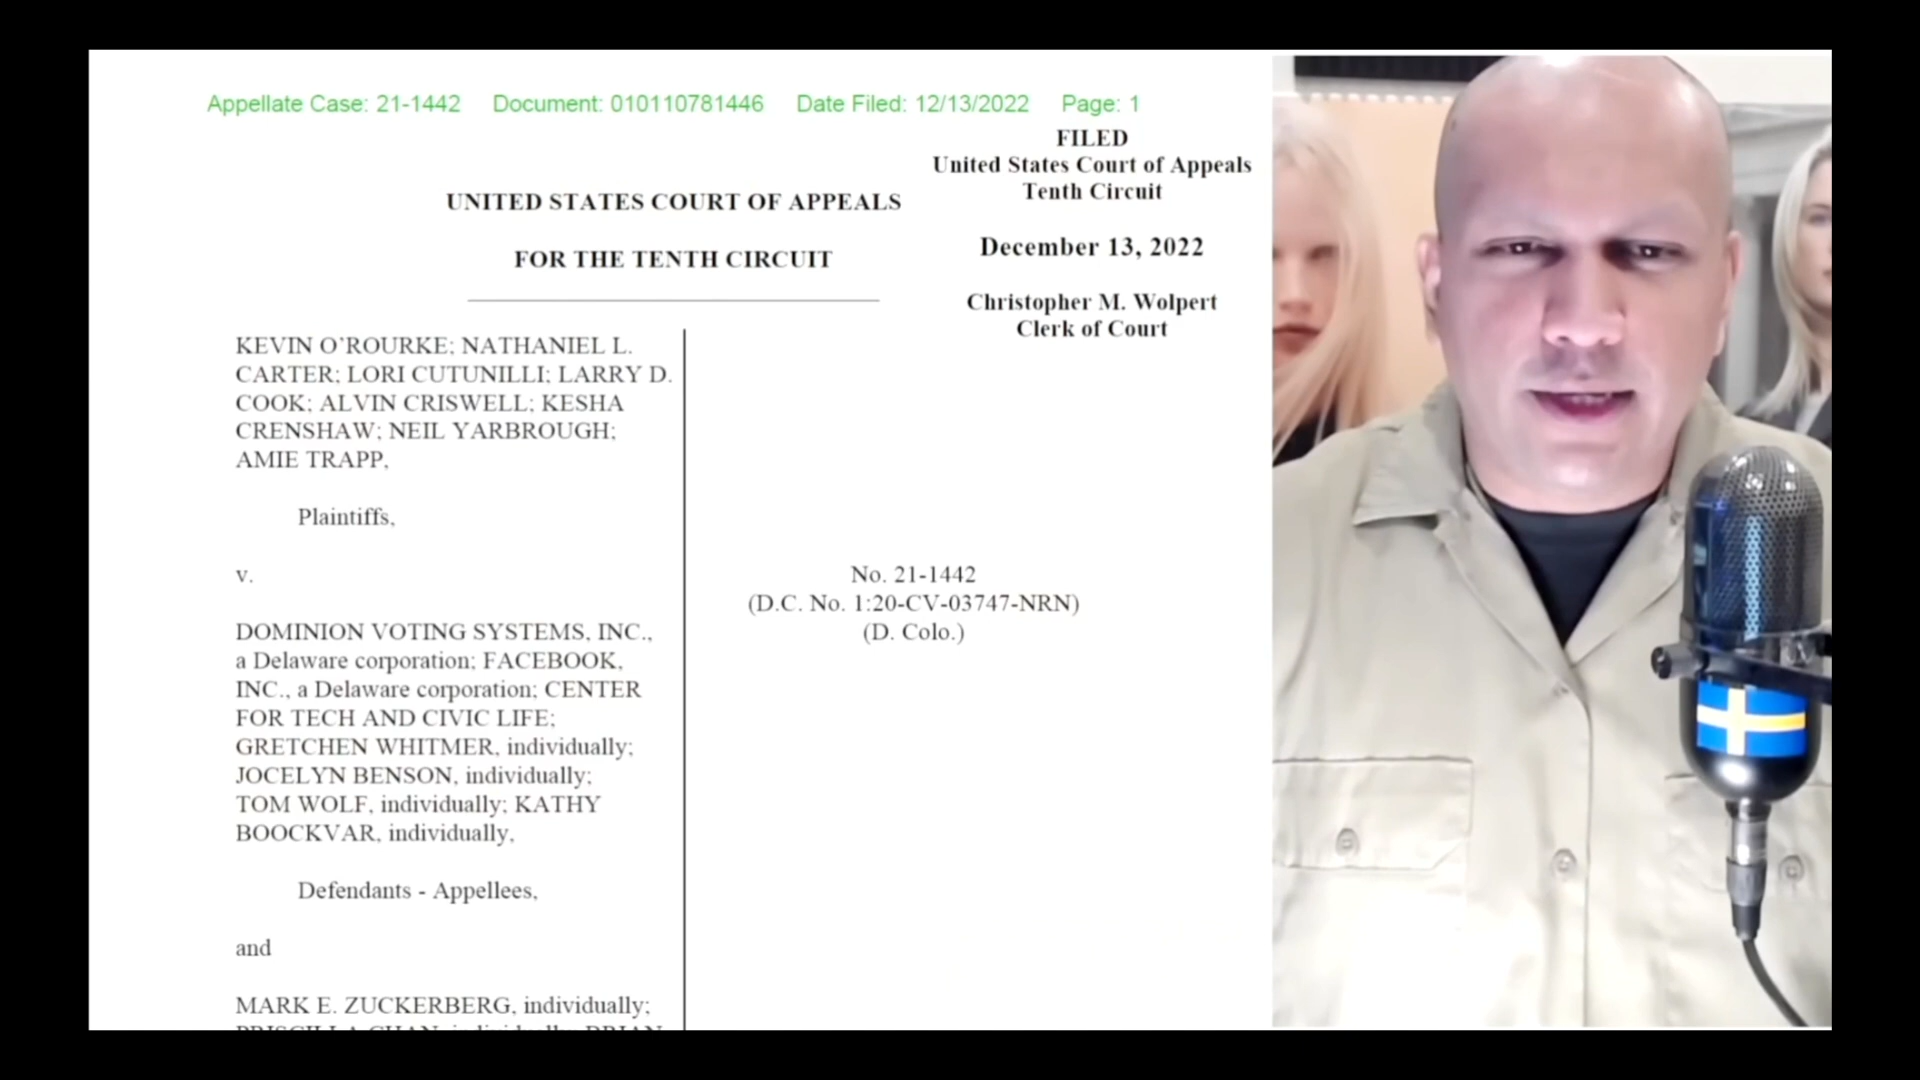 Appellate Case: 21-1442 Document: 010110781446 Date Filed: 12/13/2022 Page: 1
FILED
United States Court of Appeals
Tenth Circuit
December 13, 2022
Christopher M. Wolpert
Clerk of Court
UNITED STATES COURT OF APPEALS
FOR THE TENTH CIRCUIT
KEVIN O’ROURKE; NATHANIEL L.
CARTER; LORI CUTUNILLI; LARRY D.
COOK; ALVIN CRISWELL; KESHA
CRENSHAW; NEIL YARBROUGH;
AMIE TRAPP,
Plaintiffs,
v.
DOMINION VOTING SYSTEMS, INC.,
a Delaware corporation; FACEBOOK,
INC., a Delaware corporation; CENTER
FOR TECH AND CIVIC LIFE;
GRETCHEN WHITMER, individually;
JOCELYN BENSON, individually;
TOM WOLF, individually; KATHY
BOOCKVAR, individually,
Defendants - Appellees,
and
MARK E. ZUCKERBERG, individually;
No. 21-1442
(D.C. No. 1:20-CV-03747-NRN)
(D. Colo.)